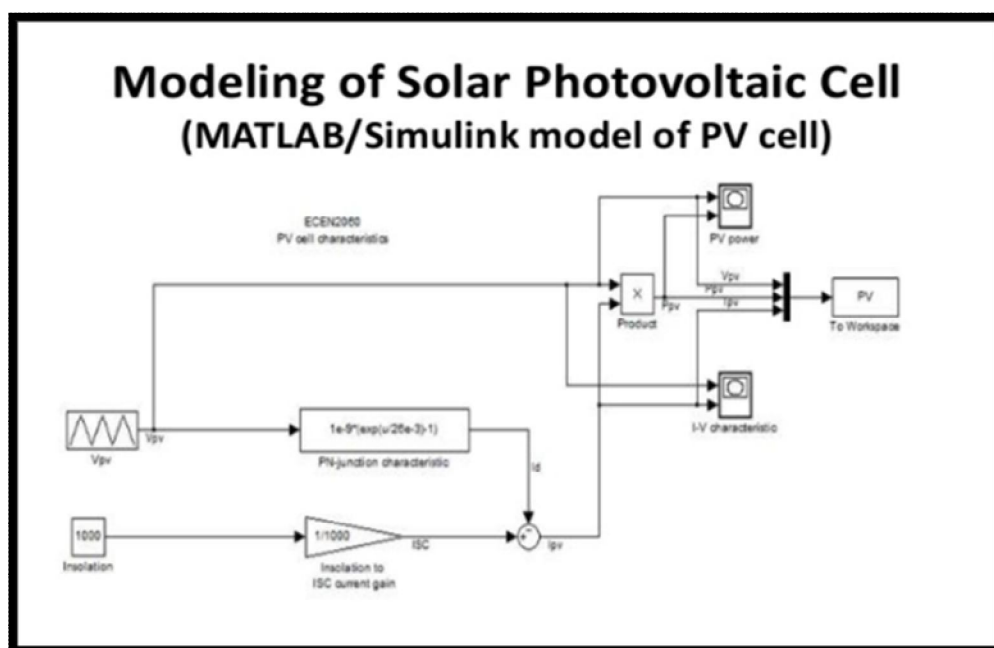 Modeling of Solar Photovoltaic Cell
(MATLAB/Simulink model of PV cell)
ECEN2060
PV cell characteristics
PV power
Vpv
Ppv
Ipv
X
Ppv
Product
PV
To Workspace
I-V characteristic
Vpv
Vpv
1e-9*(exp(u/26e-3)-1)
PN-junction characteristic
Id
1000
Insolation
1/1000
ISC
Insolation to
ISC current gain
-
+
Ipv